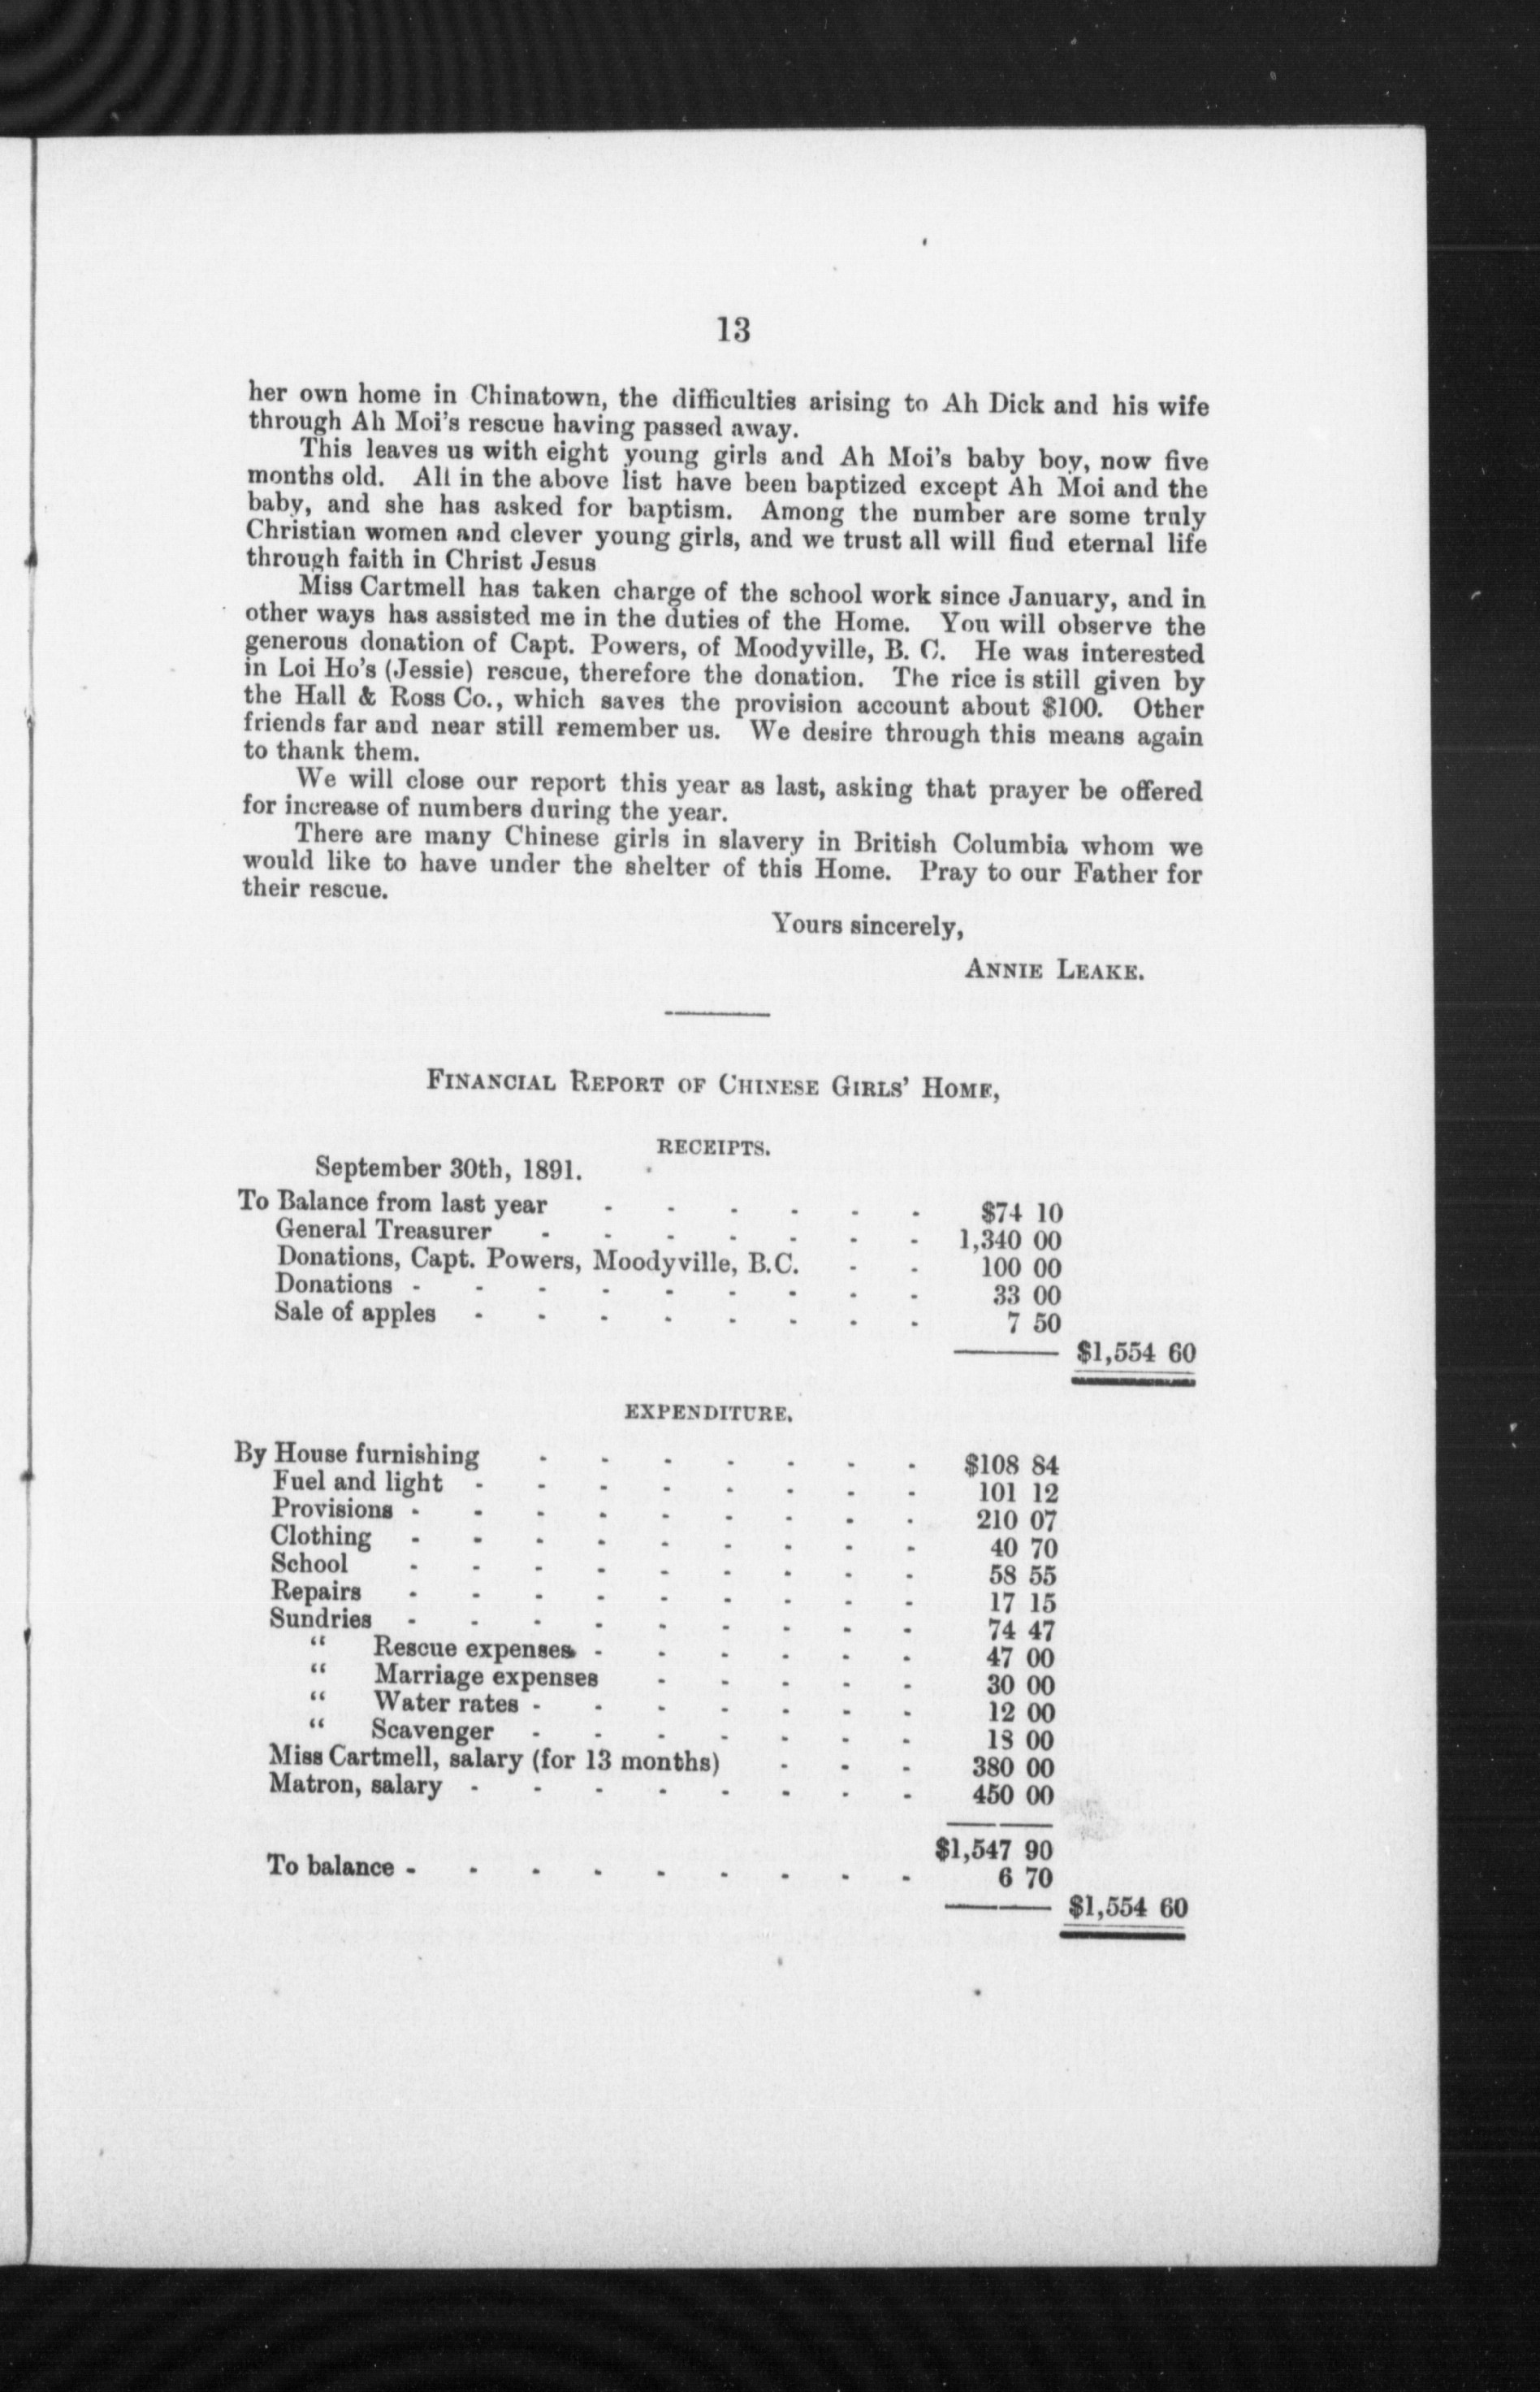 13
her own home in Chinatown, the difficulties arising to Ah Dick and his wife
through Ah Moi's rescue having passed away.
This leaves us with eight young girls and Ah Moi's baby boy, now five
months old. All in the above list have been baptized except Ah Moi and the
baby, and she has asked for baptism. Among the number are some truly
Christian women and clever young girls, and we trust all will find eternal life
through faith in Christ Jesus
Miss Cartmell has taken charge of the school work since January, and in
other ways has assisted me in the duties of the Home. You will observe the
generous donation of Capt. Powers, of Moodyville, B. C. He was interested
in Loi Ho's (Jessie) rescue, therefore the donation. The rice is still given by
the Hall & Ross Co., which saves the provision account about $100. Other
friends far and near still remember us. We desire through this means again
to thank them.
We will close our report this year as last, asking that prayer be offered
for increase of numbers during the year.
There are many Chinese girls in slavery in British Columbia whom we
would like to have under the shelter of this Home. Pray to our Father for
their rescue.
Yours sincerely,
ANNIE LEAKE.
FINANCIAL REPORT OF CHINESE GIRLS' HOME,
RECEIPTS.
September 30th, 1891.
To Balance from last year - - - - - - $74 10
General Treasurer - - - - - - - 1,340 00
Donations, Capt. Powers, Moodyville, B.C. - - 100 00
Donations - - - - - - - - - 33 00
Sale of apples - - - - - - - - 7 50
$1,554 60
EXPENDITURE.
By House furnishing - - - - - - - $108 84
Fuel and light - - - - - - - - 101 12
Provisions - - - - - - - - - 210 07
Clothing - - - - - - - - - 40 70
School - - - - - - - - - 58 55
Repairs - - - - - - - - - 17 15
Sundries - - - - - - - - - 74 47
" Rescue expenses - - - - - - 47 00
" Marriage expenses - - - - - 30 00
" Water rates - - - - - - - 12 00
" Scavenger - - - - - - - 18 00
Miss Cartmell, salary (for 13 months) - - - 380 00
Matron, salary - - - - - - - - 450 00
$1,547 90
To balance - - - - - - - - - 6 70
$1,554 60